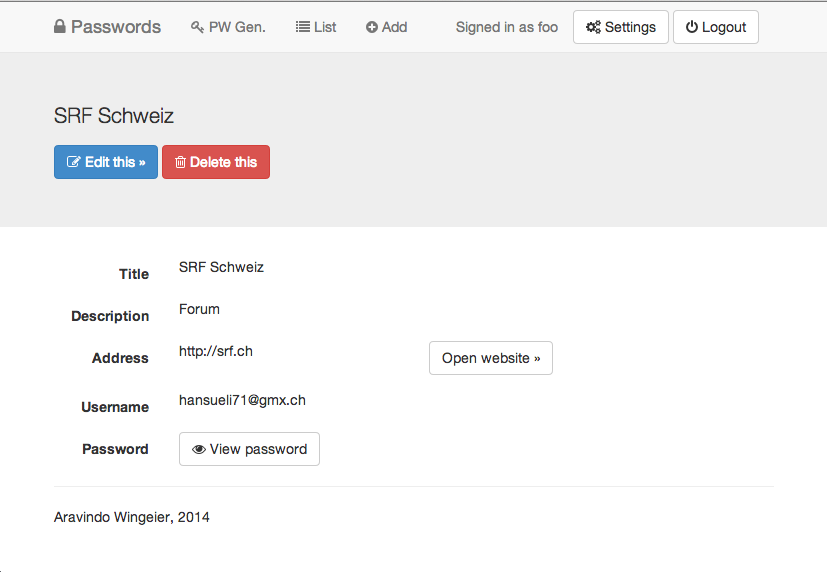 Passwords PW Gen. List Add Signed in as foo Settings Logout
SRF Schweiz
Edit this » Delete this
Title SRF Schweiz
Description Forum
Address http://srf.ch Open website »
Username hansueli71@gmx.ch
Password View password
Aravindo Wingeier, 2014